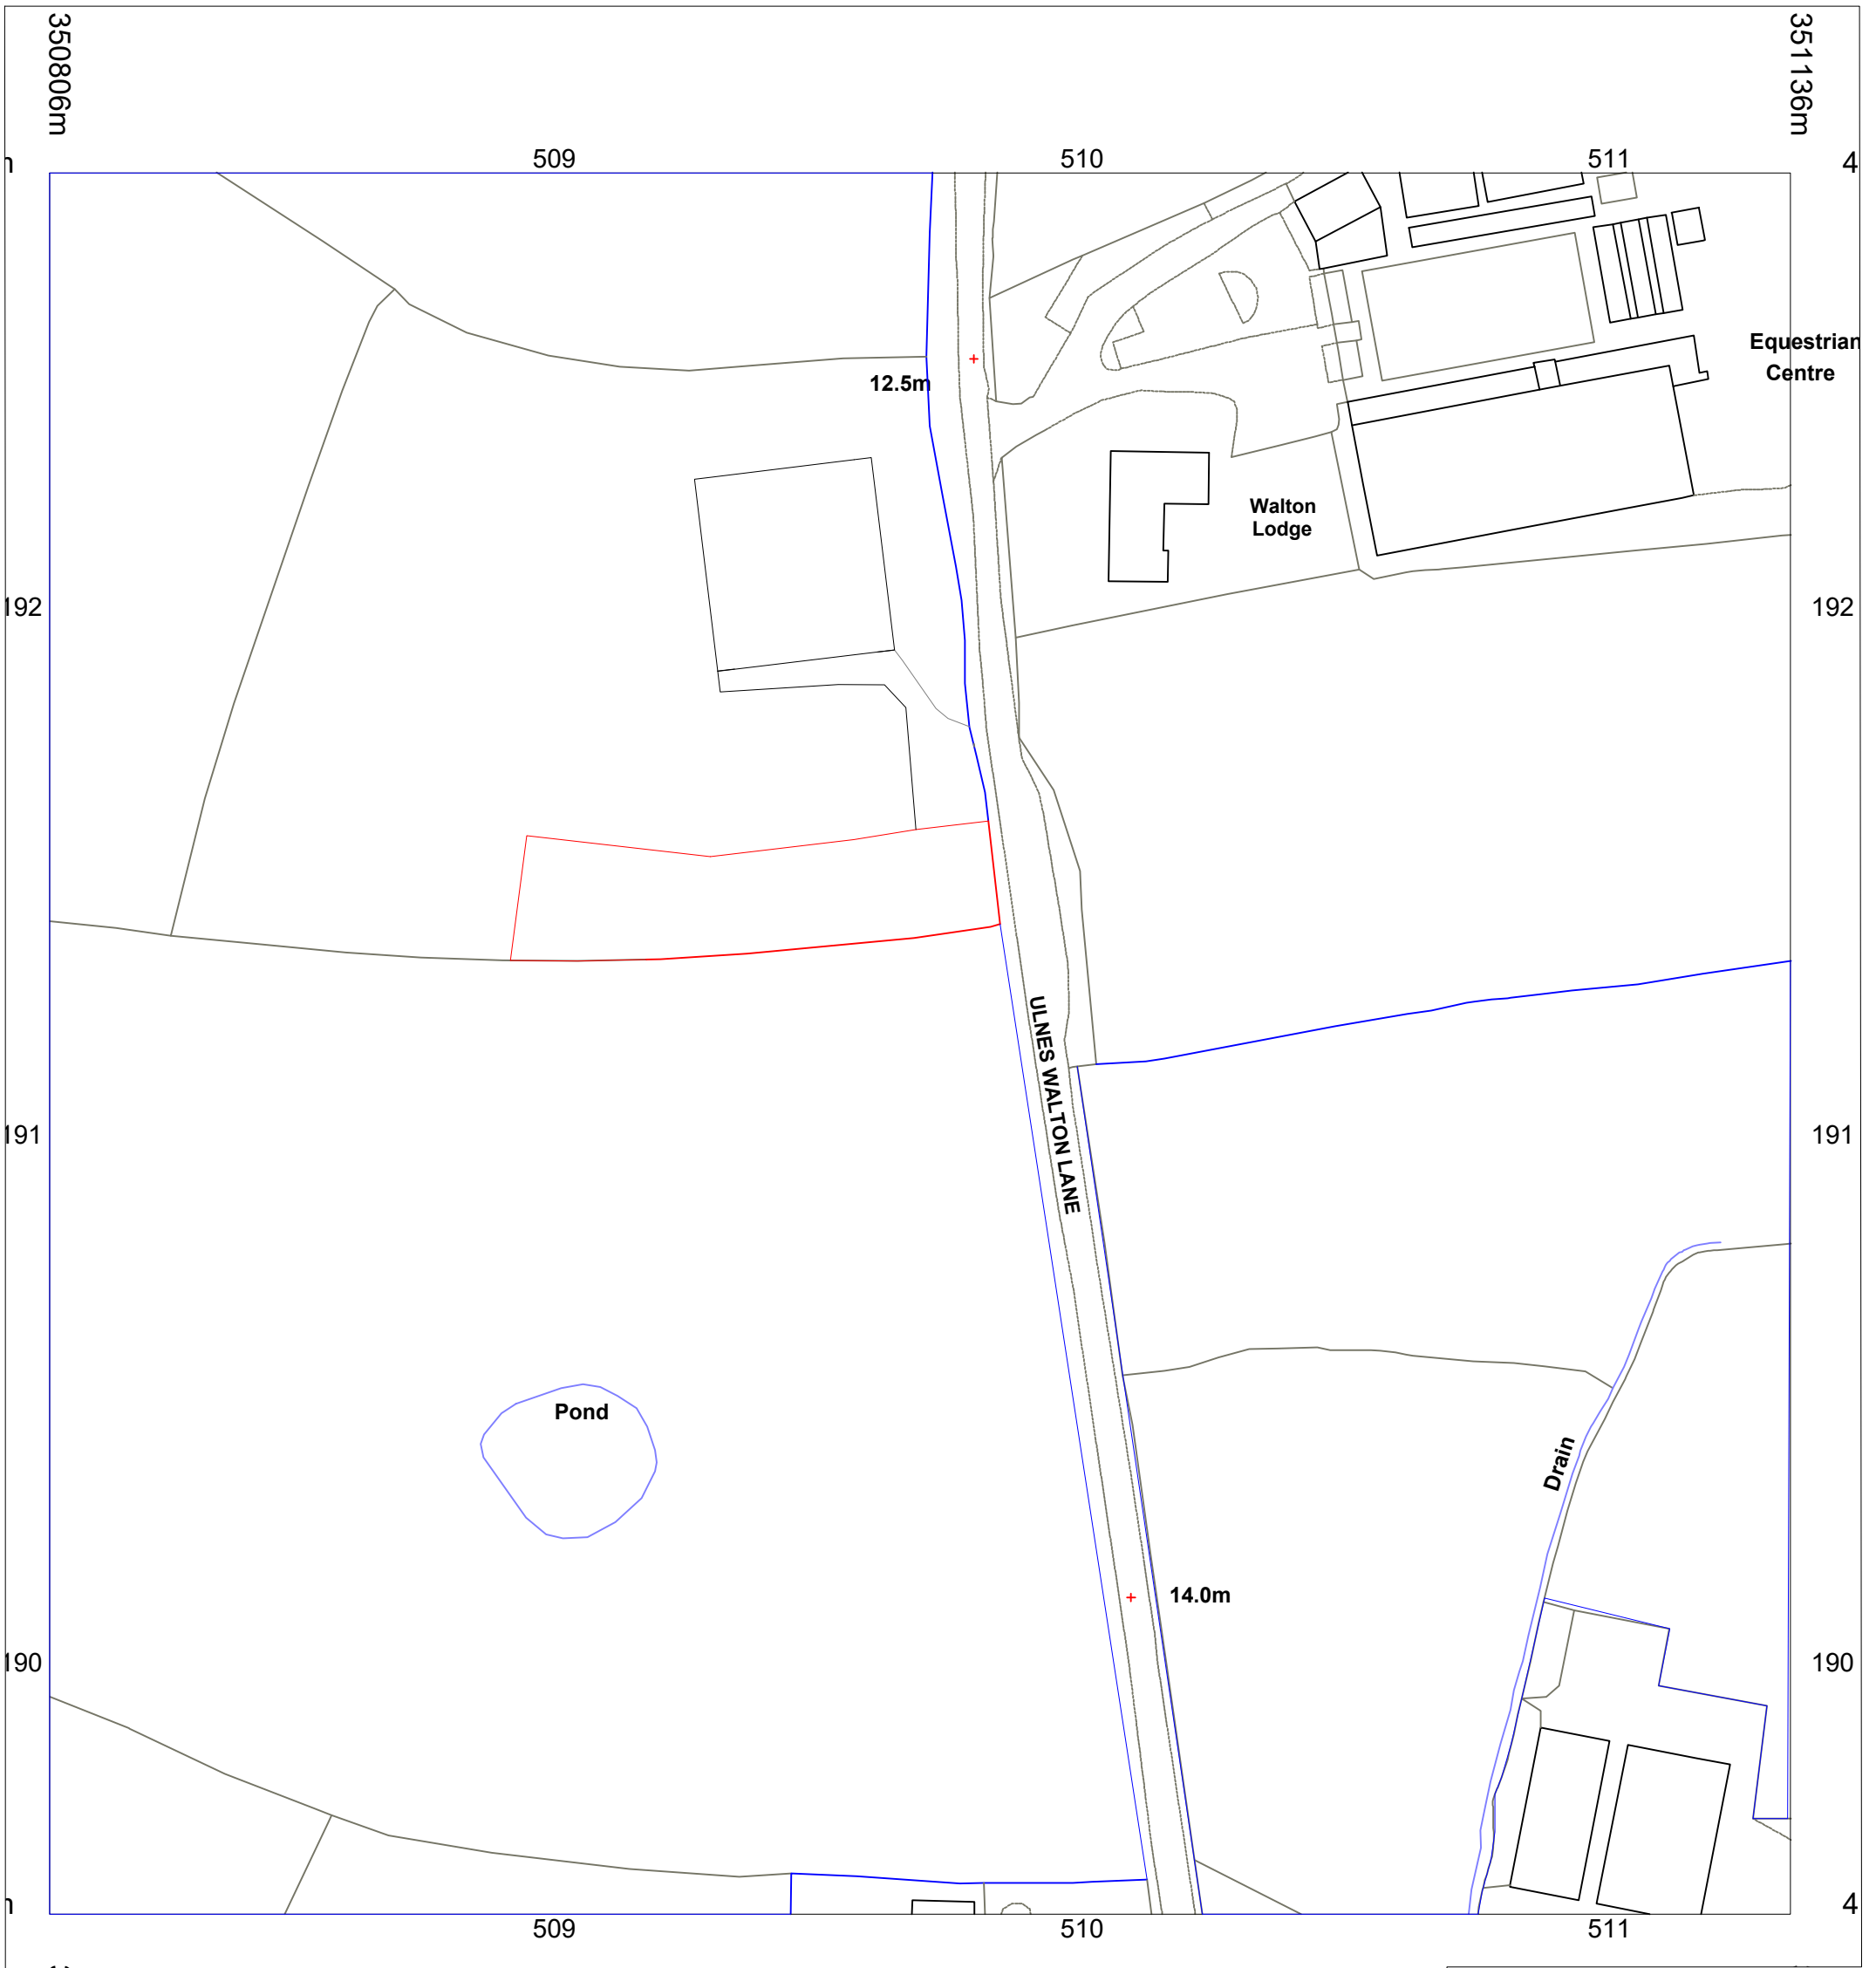 350806m
351136m
509
510
511
4
12.5m
Equestrian
Centre
Walton
Lodge
192
192
ULNES WALTON LANE
191
191
Pond
Drain
14.0m
190
190
509
510
511
4